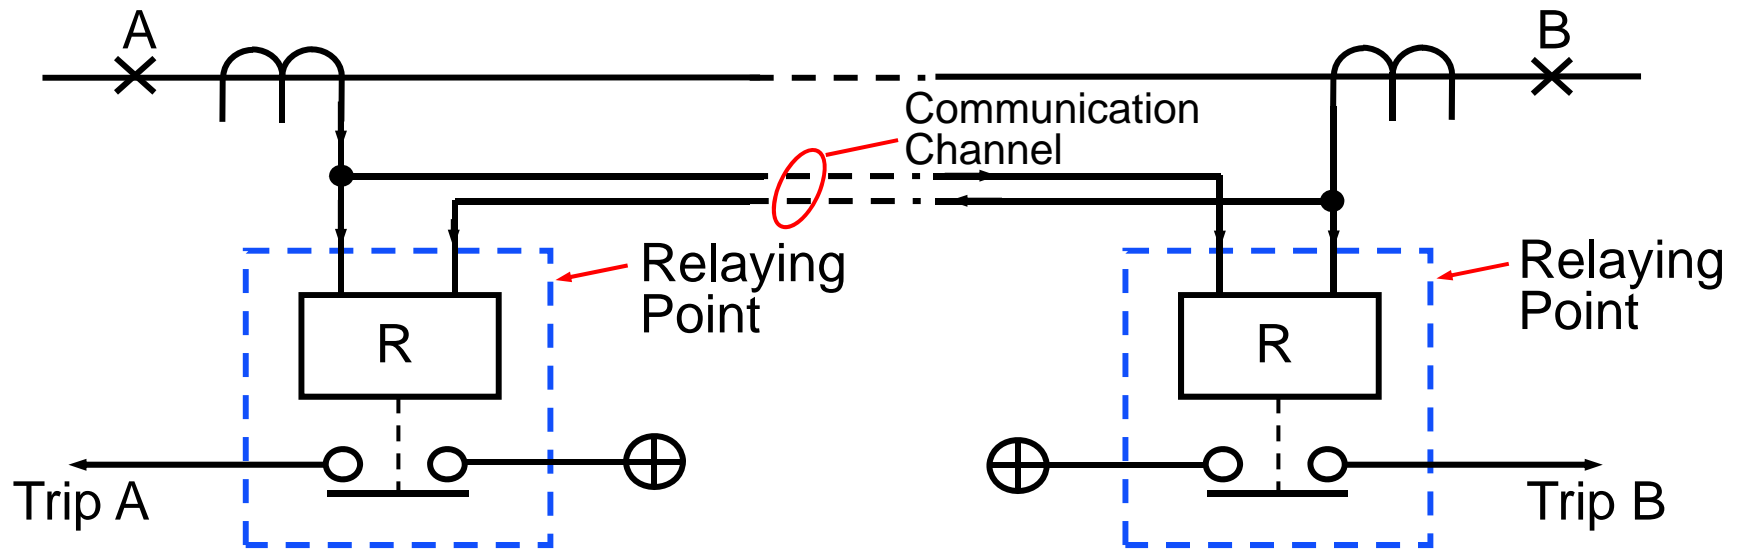 A
B
Communication
Channel
Relaying
Point
Relaying
Point
R
R
Trip A
Trip B